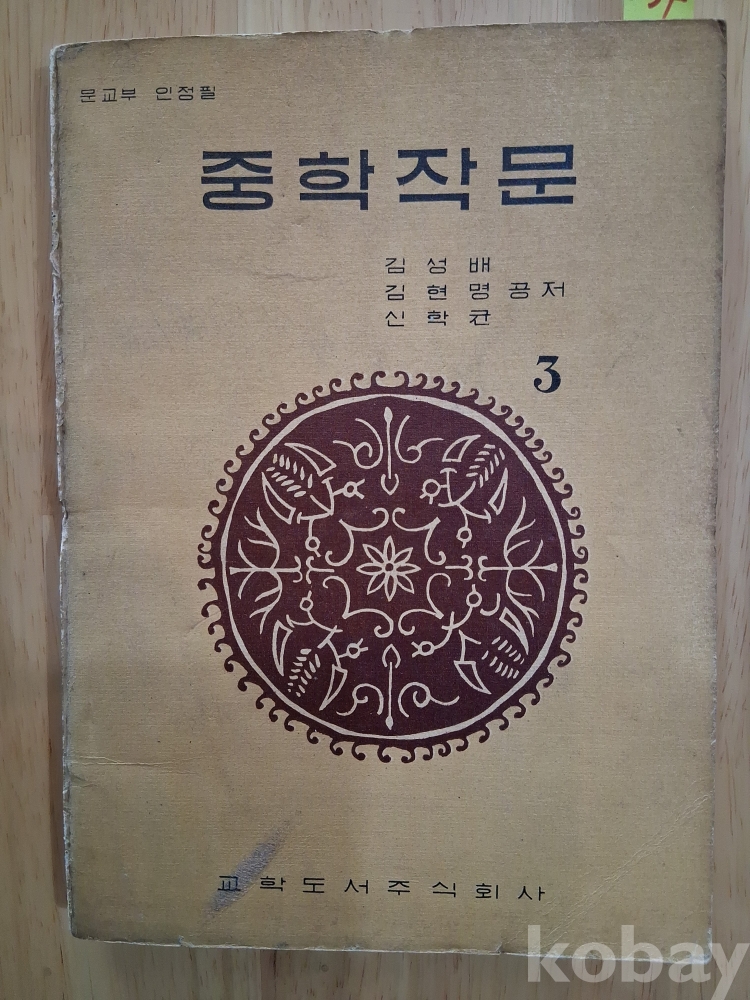 문교부 인정필
중학작문
김성배
김현명 공저
신학균
3
교학도서주식회사
kobay